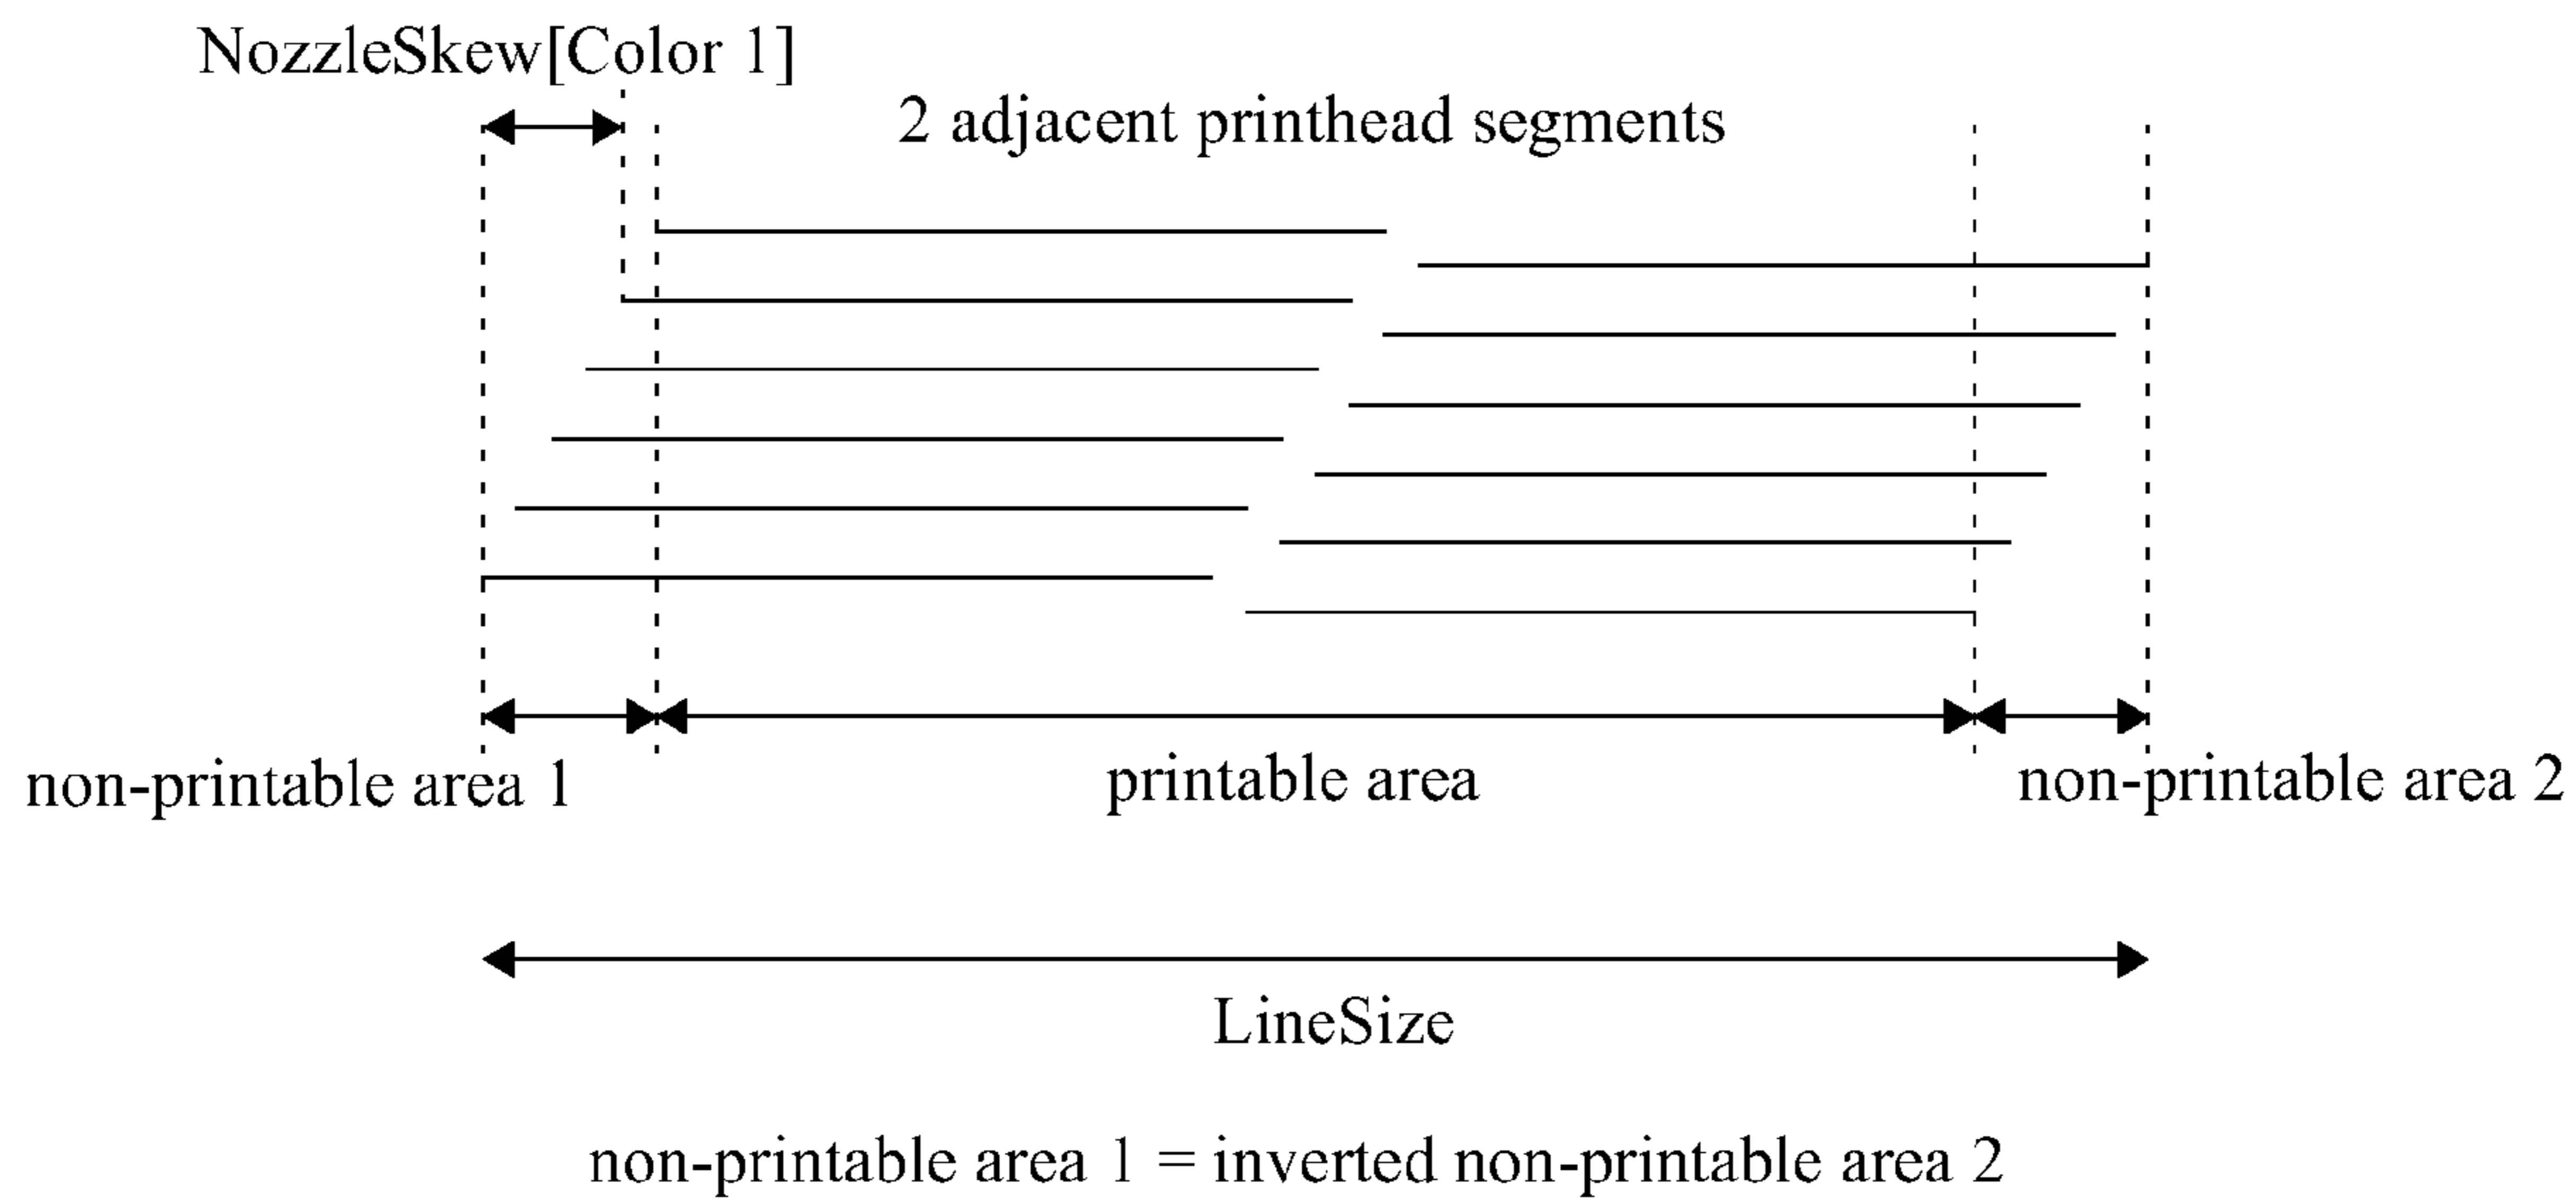 NozzleSkew[Color 1]
2 adjacent printhead segments
non-printable area 1
printable area
non-printable area 2
LineSize
non-printable area 1 = inverted non-printable area 2